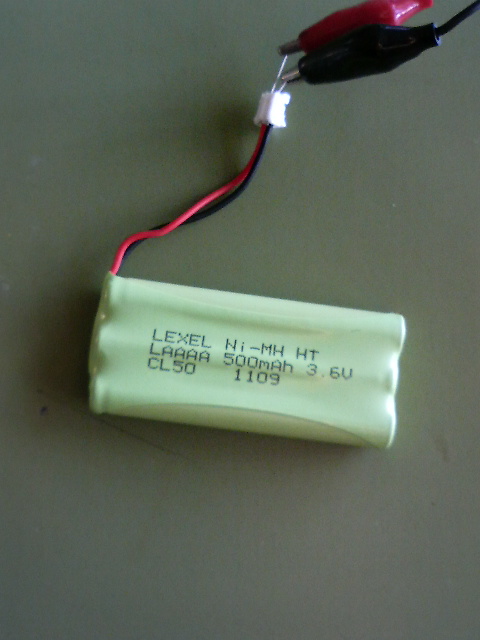 LEXEL Ni-MH HT
LAAAA 500mAh 3.6V
CL50 1109